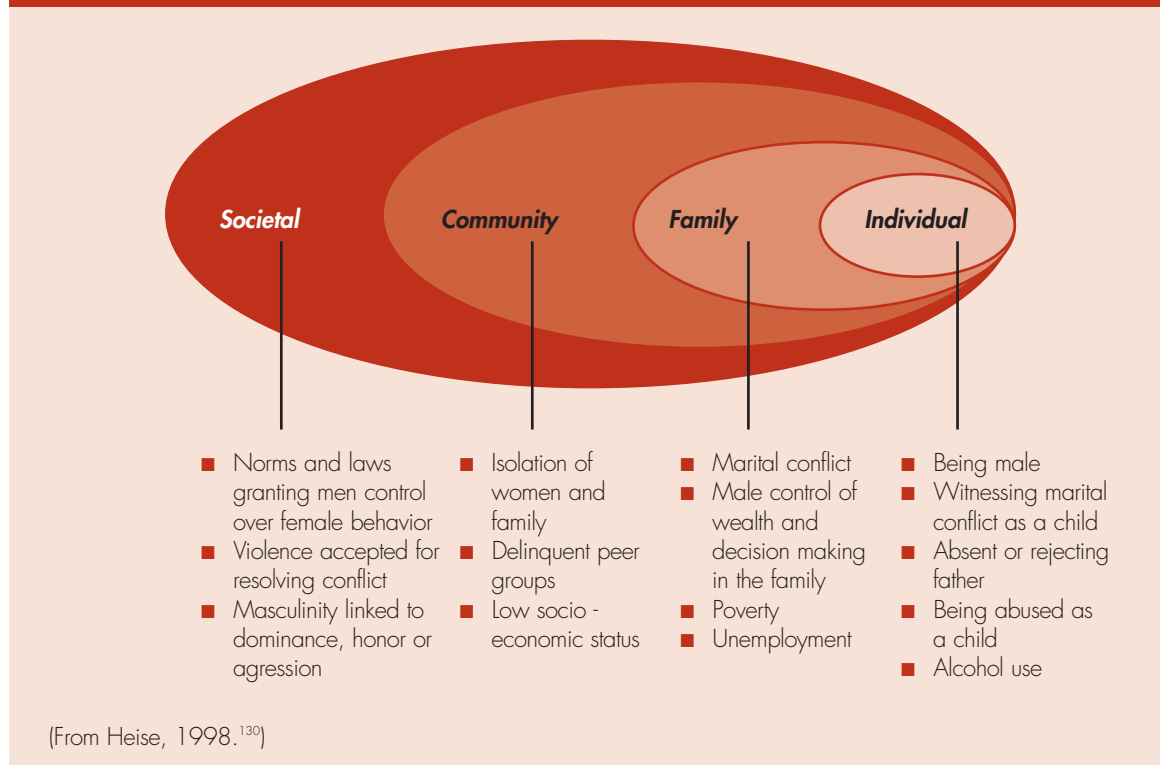 Societal
Community
Family
Individual
■ Norms and laws
granting men control
over female behavior
■ Violence accepted for
resolving conflict
■ Masculinity linked to
dominance, honor or
agression
■ Isolation of
women and
family
■ Delinquent peer
groups
■ Low socio -
economic status
■ Marital conflict
■ Male control of
wealth and
decision making
in the family
■ Poverty
■ Unemployment
■ Being male
■ Witnessing marital
conflict as a child
■ Absent or rejecting
father
■ Being abused as
a child
■ Alcohol use
(From Heise, 1998.¹³⁰)